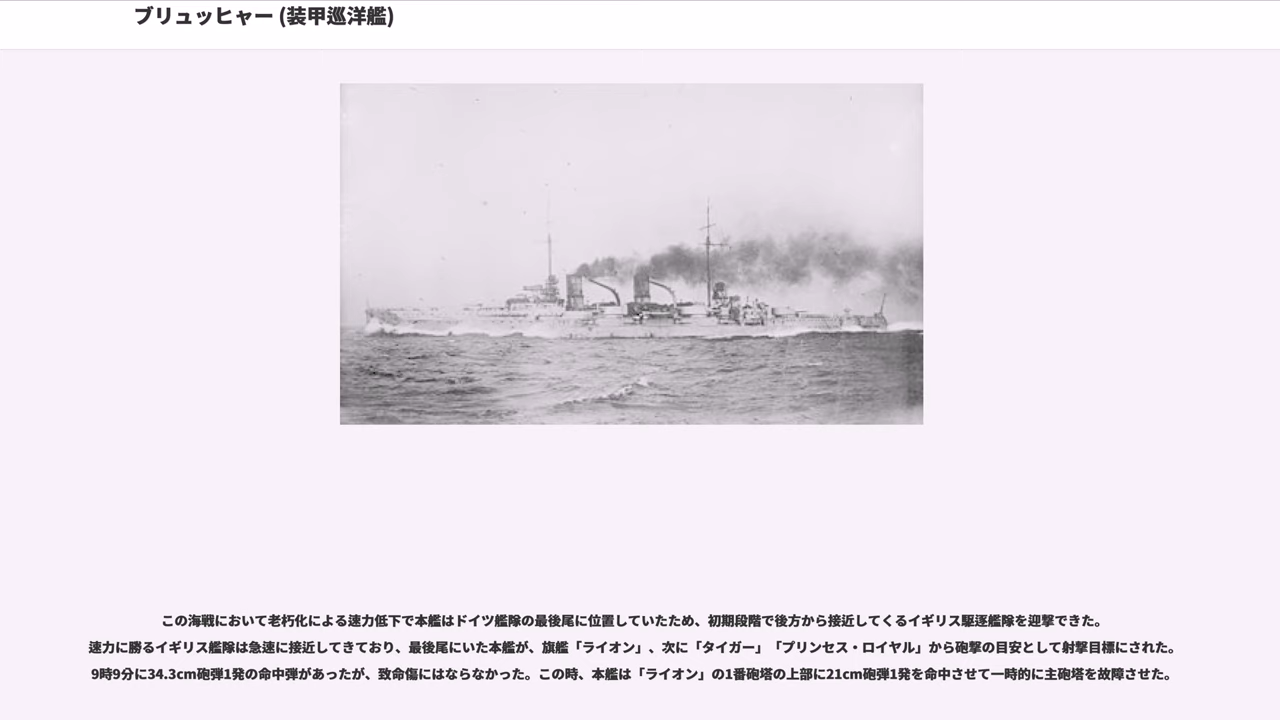 ブリュッヒャー (装甲巡洋艦)
この海戦において老朽化による速力低下で本艦はドイツ艦隊の最後尾に位置していたため、初期段階で後方から接近してくるイギリス駆逐艦隊を迎撃できた。
速力に勝るイギリス艦隊は急速に接近してきており、最後尾にいた本艦が、旗艦「ライオン」、次に「タイガー」「プリンセス・ロイヤル」から砲撃の目安として射撃目標にされた。
9時9分に34.3cm砲弾1発の命中弾があったが、致命傷にはならなかった。この時、本艦は「ライオン」の1番砲塔の上部に21cm砲弾1発を命中させて一時的に主砲塔を故障させた。